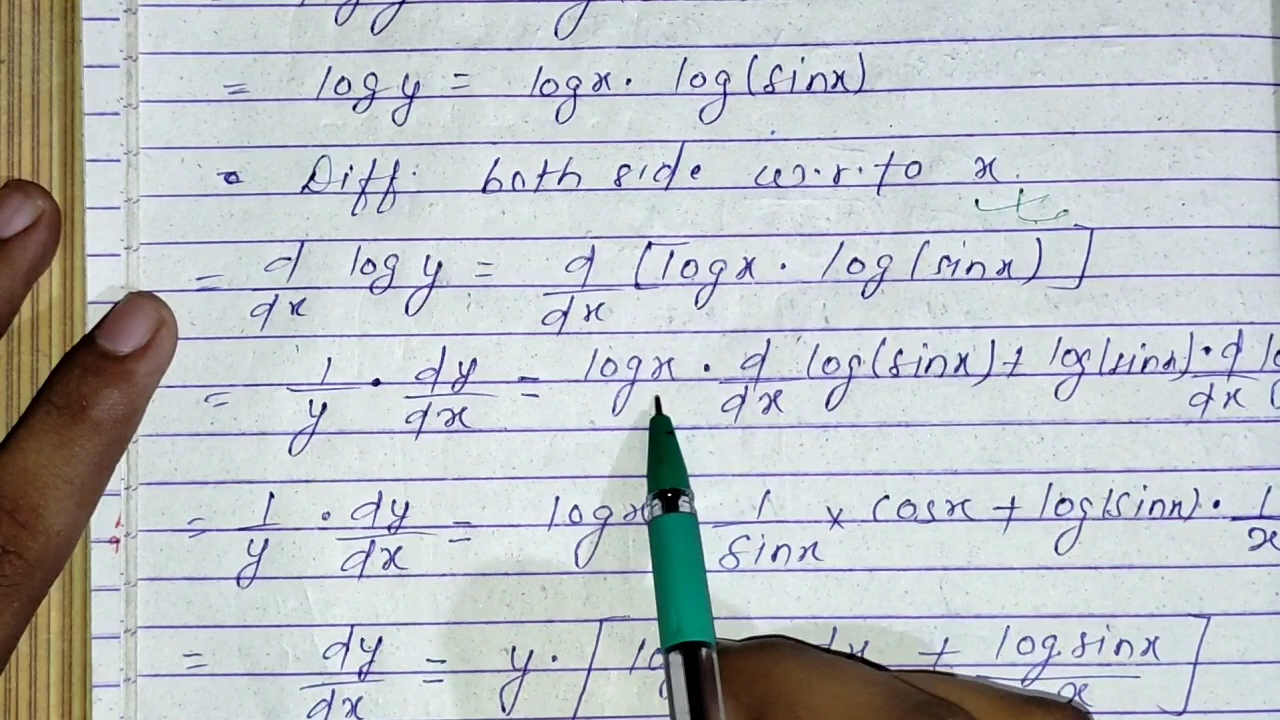 = log y = log x . log (sin x)
• Diff. both side w.r.to x.
= d/dx log y = d/dx [log x . log (sin x)]
= 1/y . dy/dx = log x . d/dx log (sin x) + log (sin x) . d/dx
= 1/y . dy/dx = log x 1/sin x × cos x + log (sin x) . 1/x
= dy/dx = y . [ + log sin x/x ]